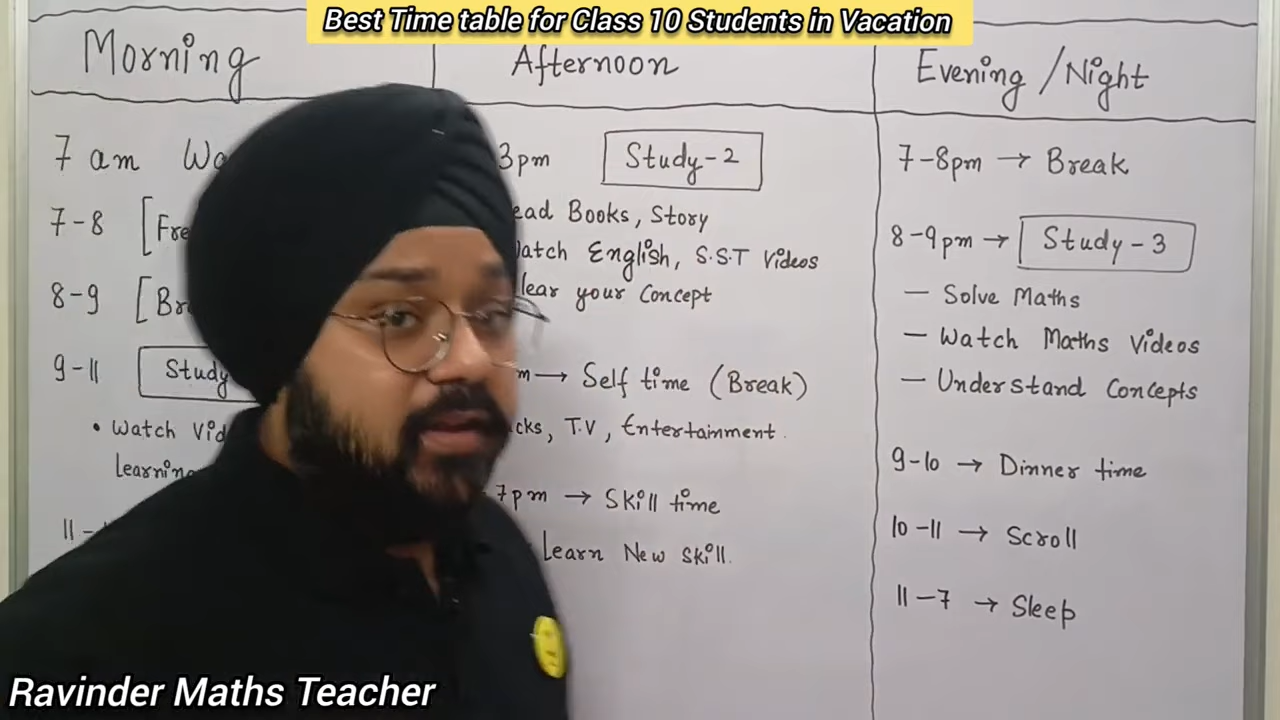 Best Time table for Class 10 Students in Vacation
Morning
7 am
7-8 [
8-9 [
9-11 Study
• Watch
Learning
11-
Afternoon
3pm Study-2
Books, Story
English, S.S.T Videos
your Concept
→ Self time (Break)
T.V, Entertainment.
7pm → Skill time
Learn New Skill.
Evening /Night
7-8pm → Break
8-9pm → Study-3
- Solve Maths
- Watch Maths Videos
- Understand Concepts
9-10 → Dinner time
10-11 → Scroll
11-7 → Sleep
Ravinder Maths Teacher